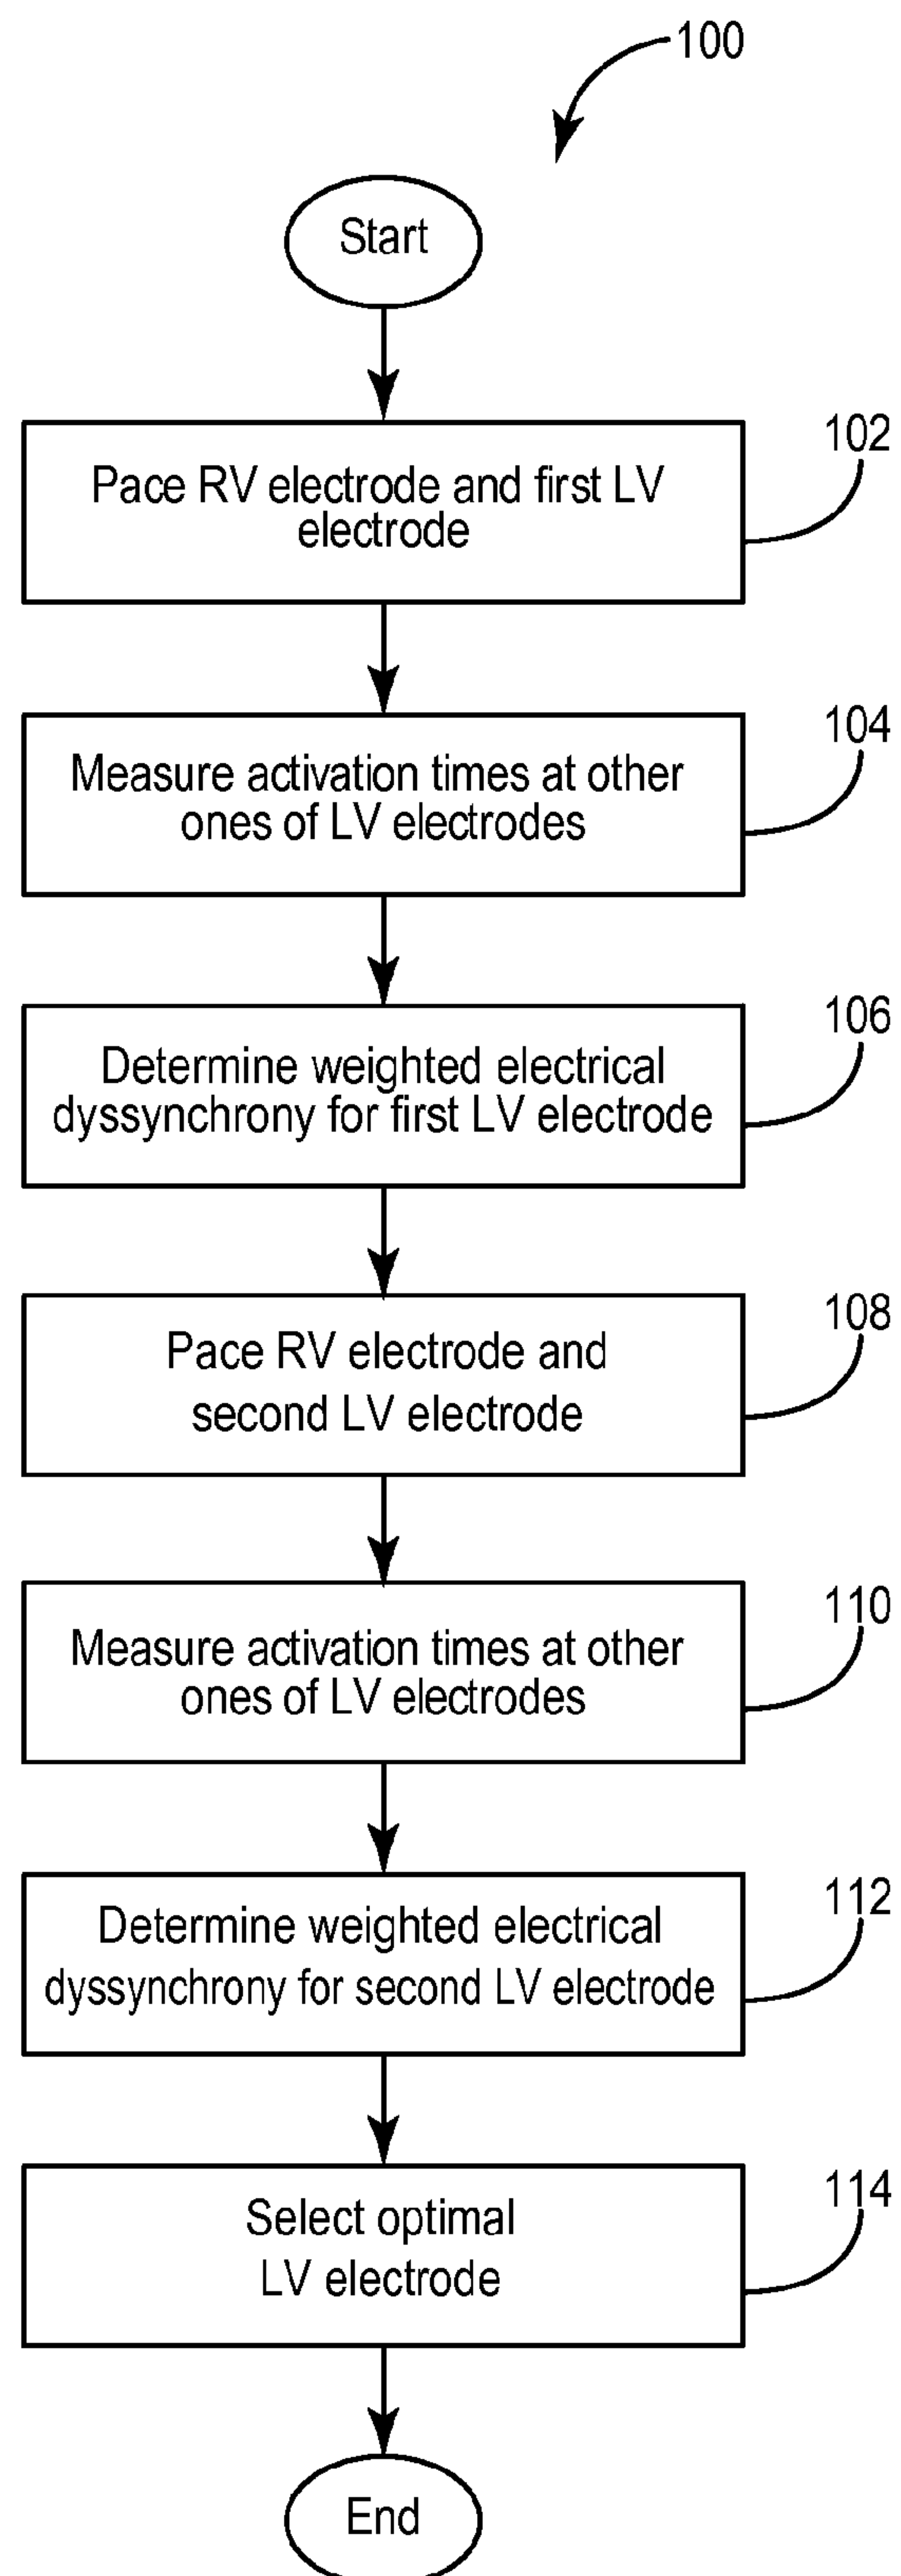 100
Start
102
Pace RV electrode and first LV
electrode
104
Measure activation times at other
ones of LV electrodes
106
Determine weighted electrical
dyssynchrony for first LV electrode
108
Pace RV electrode and
second LV electrode
110
Measure activation times at other
ones of LV electrodes
112
Determine weighted electrical
dyssynchrony for second LV electrode
114
Select optimal
LV electrode
End